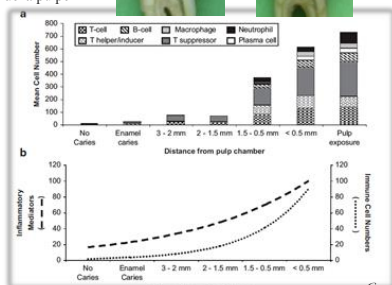 a
T-cell B-cell Macrophage Neutrophil
T helper/inducer T suppressor Plasma cell
Mean Cell Number
800
700
600
500
400
300
200
100
0
No Caries
Enamel caries
3 - 2 mm
2 - 1.5 mm
1.5 - 0.5 mm
< 0.5 mm
Pulp exposure
Distance from pulp chamber
b
Inflammatory Mediators
120
100
80
60
40
20
0
120
100
80
60
40
20
0
Immune Cell Numbers
No Caries
Enamel Caries
3 - 2 mm
2 - 1.5 mm
1.5 - 0.5 mm
< 0.5 mm